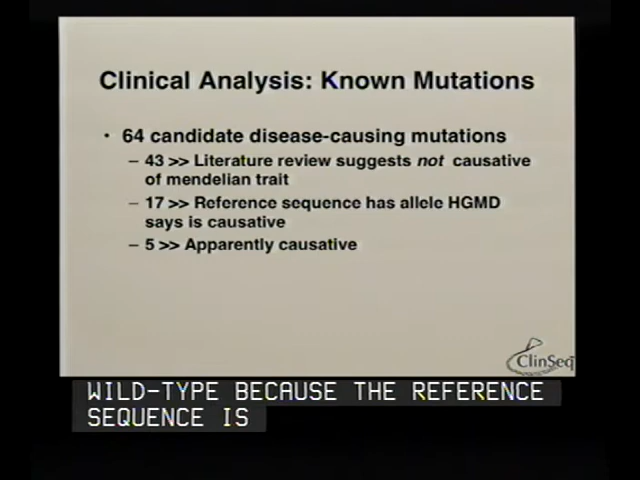 Clinical Analysis: Known Mutations
• 64 candidate disease-causing mutations
– 43 >> Literature review suggests not causative
of mendelian trait
– 17 >> Reference sequence has allele HGMD
says is causative
– 5 >> Apparently causative
ClinSeq
WILD-TYPE BECAUSE THE REFERENCE
SEQUENCE IS